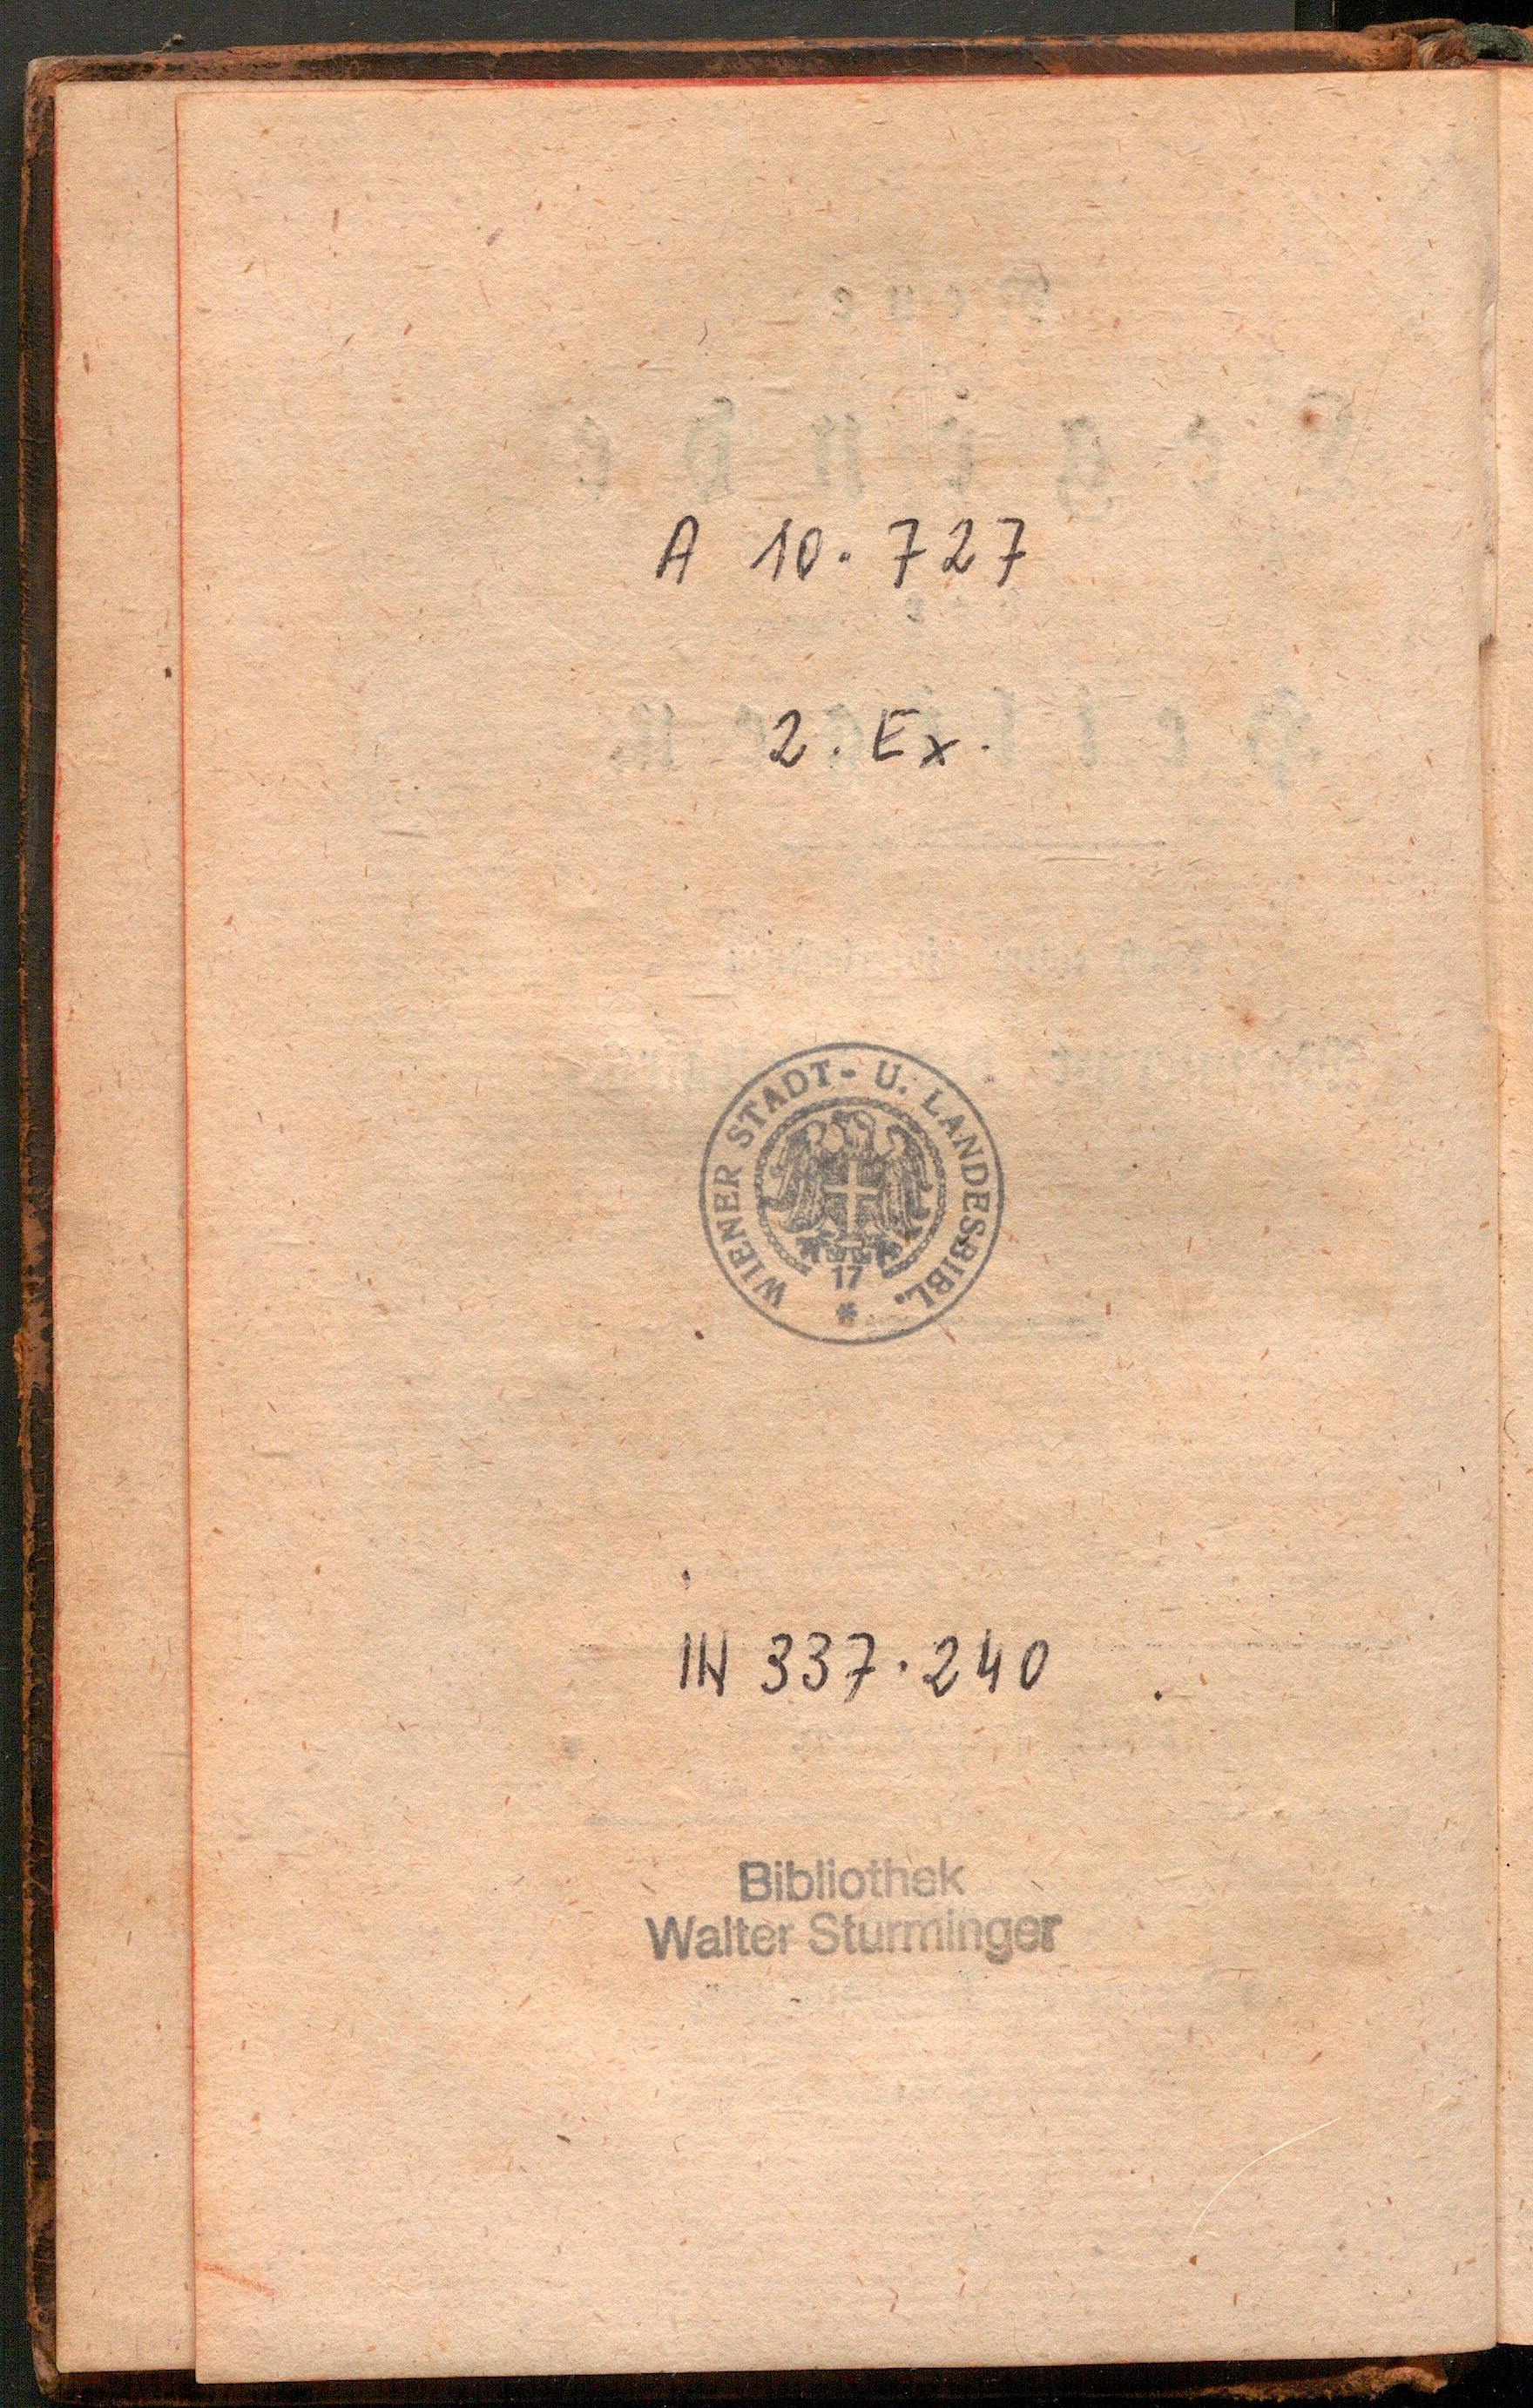 A 10.727
2. Ex.
WIENER STADT- U. LANDESBIBL.
17
*
IN 337.240
Bibliothek
Walter Sturminger